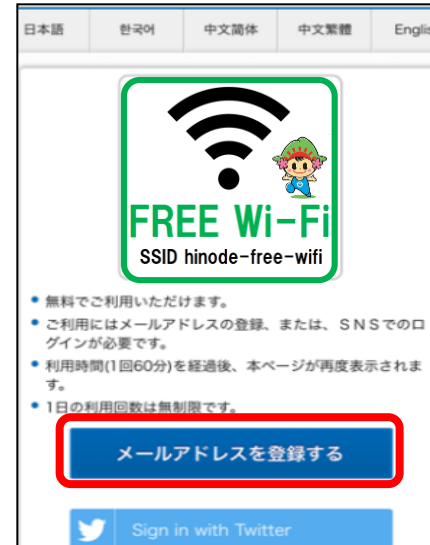 日本語 한국어 中文简体 中文繁體 Englis
FREE Wi-Fi
SSID hinode-free-wifi
無料でご利用いただけます。
ご利用にはメールアドレスの登録、または、ＳＮＳでのロ
グインが必要です。
利用時間(1回60分)を経過後、本ページが再度表示されま
す。
1日の利用回数は無制限です。
メールアドレスを登録する
Sign in with Twitter